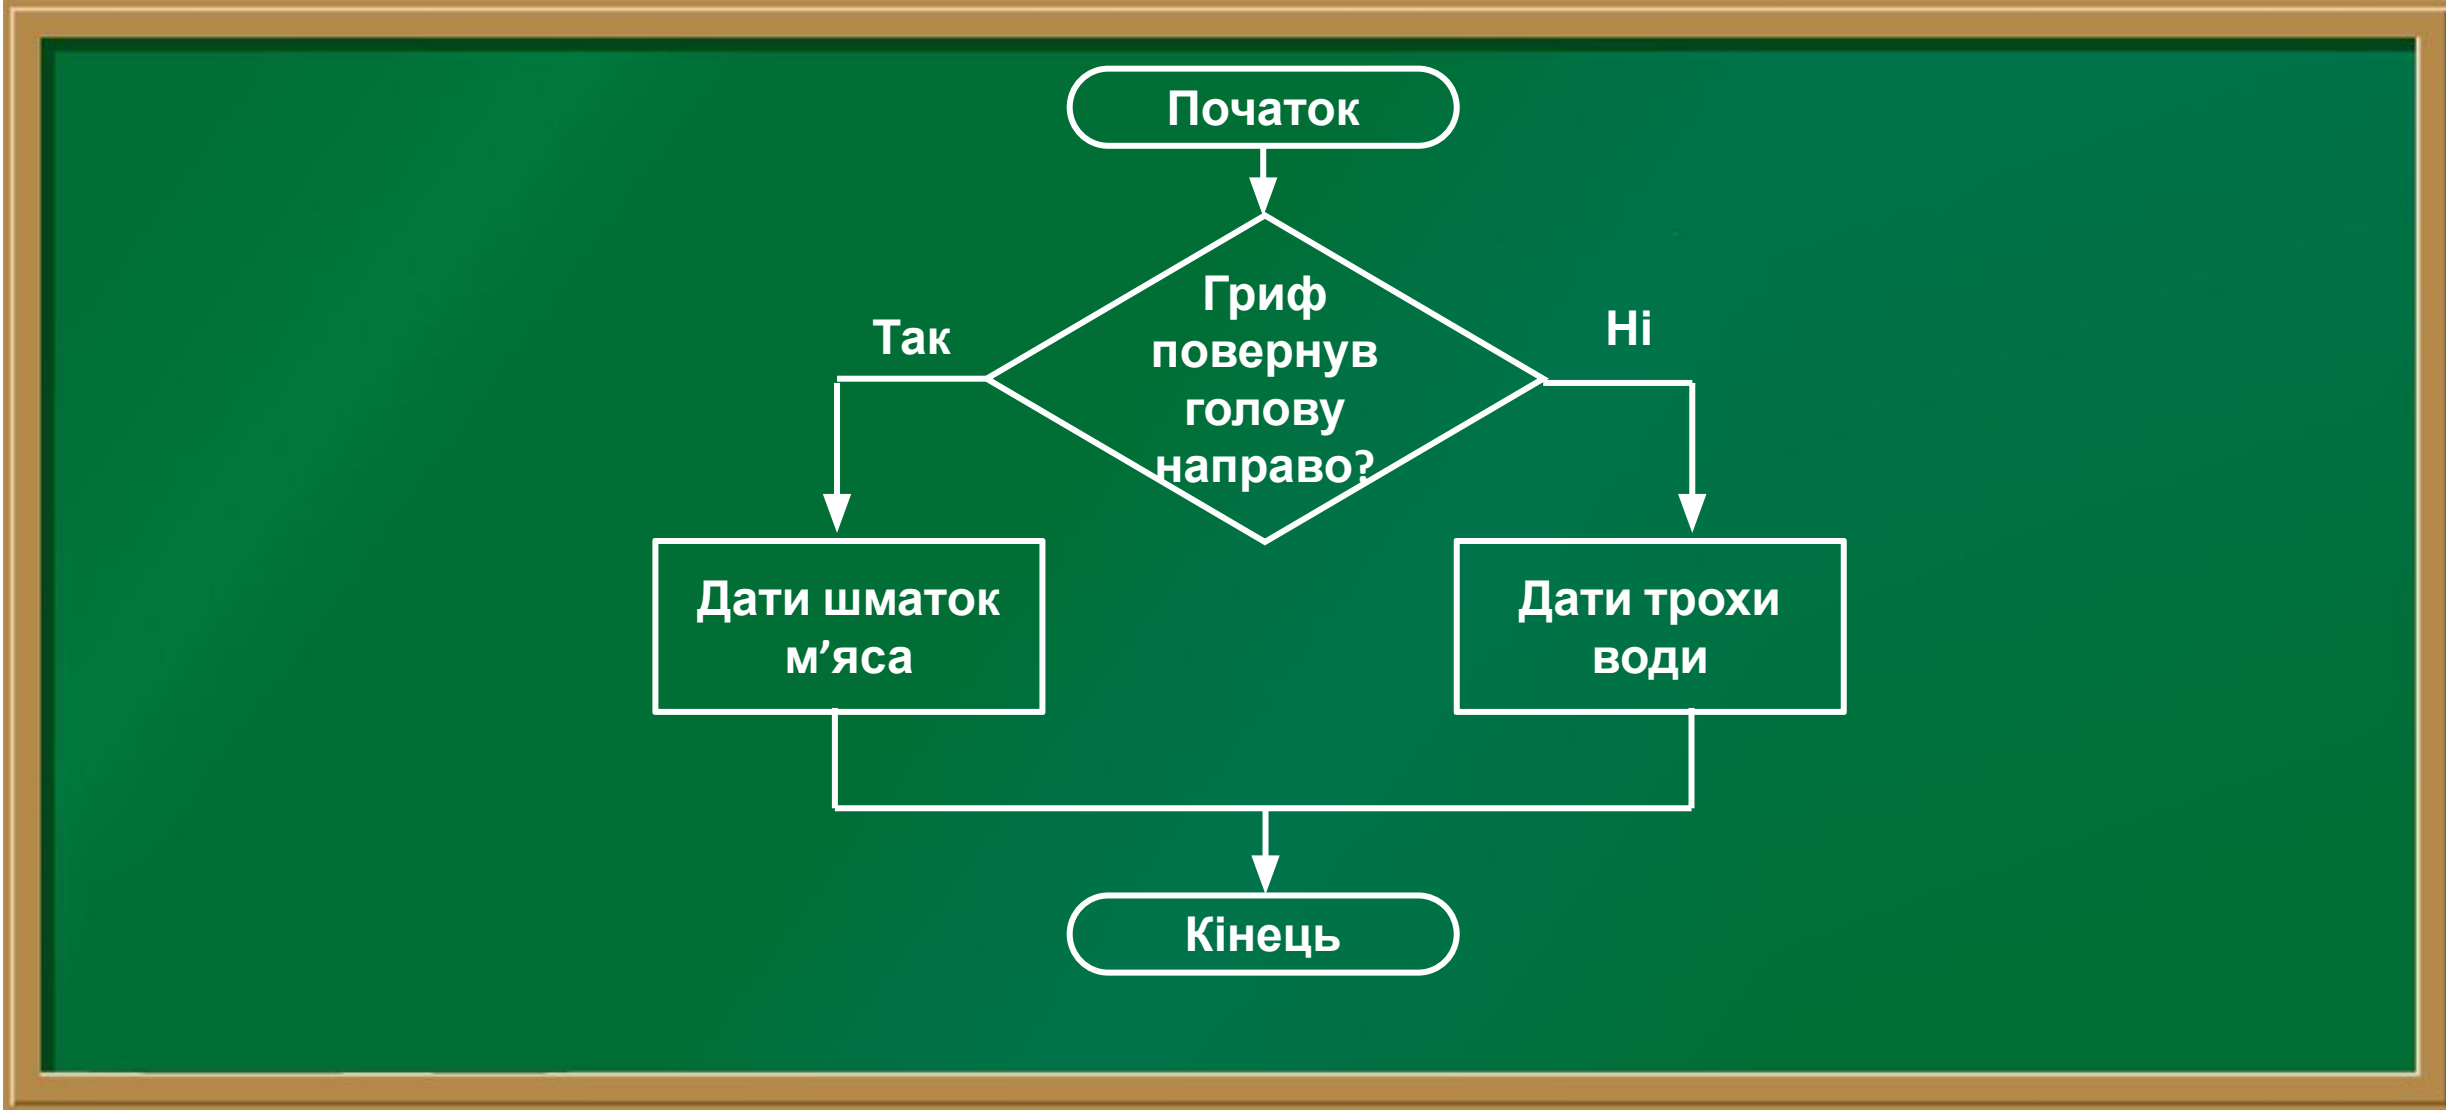 Початок
Гриф
повернув
голову
направо?
Так
Ні
Дати шматок
м’яса
Дати трохи
води
Кінець